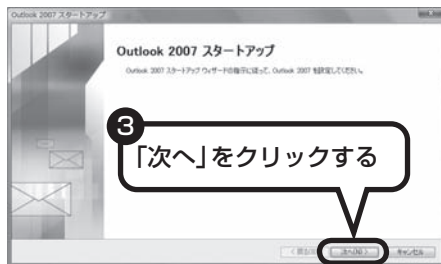 Outlook 2007 スタートアップ
Outlook 2007 スタートアップ
Outlook 2007 スタートアップ ウィザードの指示に従って、Outlook 2007 を設定してください。
3
「次へ」をクリックする
次へ(N) >
キャンセル